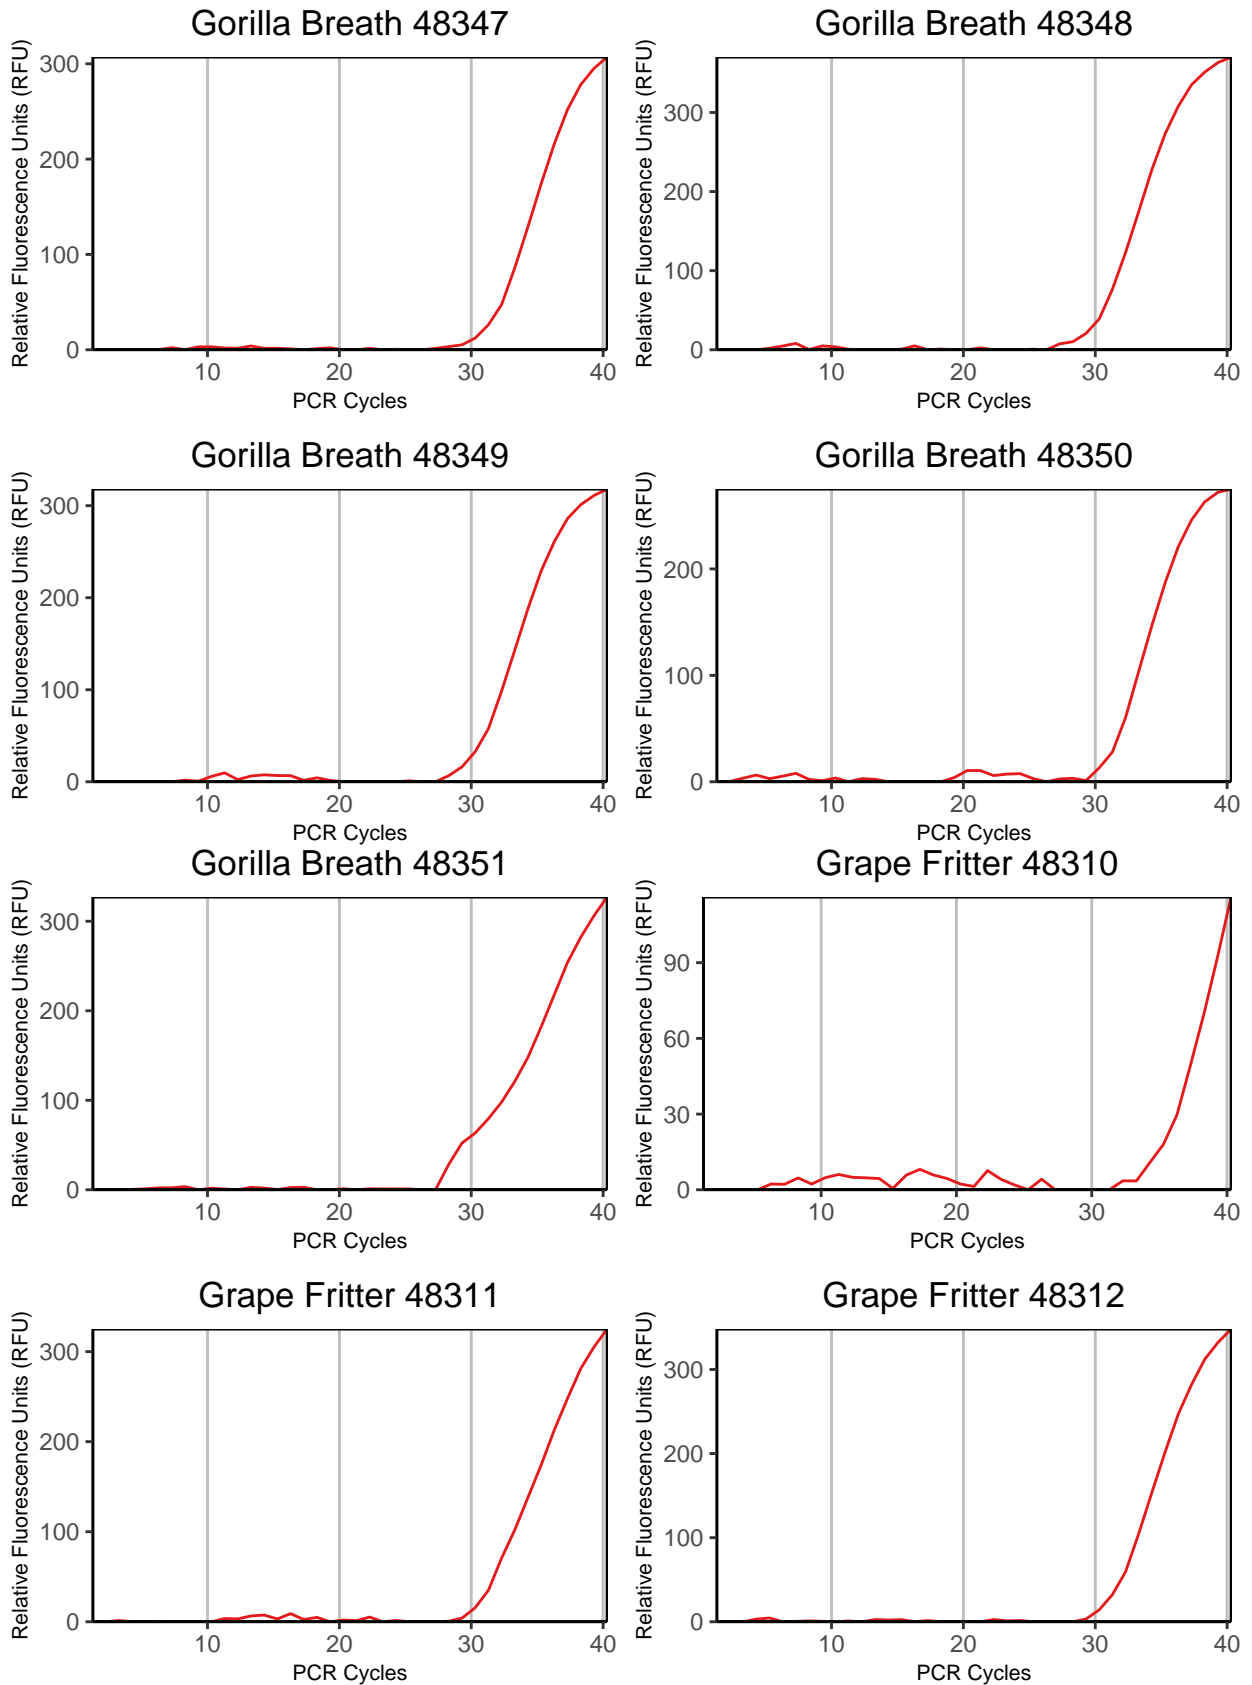 Gorilla Breath 48347
Relative Fluorescence Units (RFU)
300
200
100
0
10 20 30 40
PCR Cycles
Gorilla Breath 48348
Relative Fluorescence Units (RFU)
300
200
100
0
10 20 30 40
PCR Cycles
Gorilla Breath 48349
Relative Fluorescence Units (RFU)
300
200
100
0
10 20 30 40
PCR Cycles
Gorilla Breath 48350
Relative Fluorescence Units (RFU)
200
100
0
10 20 30 40
PCR Cycles
Gorilla Breath 48351
Relative Fluorescence Units (RFU)
300
200
100
0
10 20 30 40
PCR Cycles
Grape Fritter 48310
Relative Fluorescence Units (RFU)
90
60
30
0
10 20 30 40
PCR Cycles
Grape Fritter 48311
Relative Fluorescence Units (RFU)
300
200
100
0
10 20 30 40
PCR Cycles
Grape Fritter 48312
Relative Fluorescence Units (RFU)
300
200
100
0
10 20 30 40
PCR Cycles